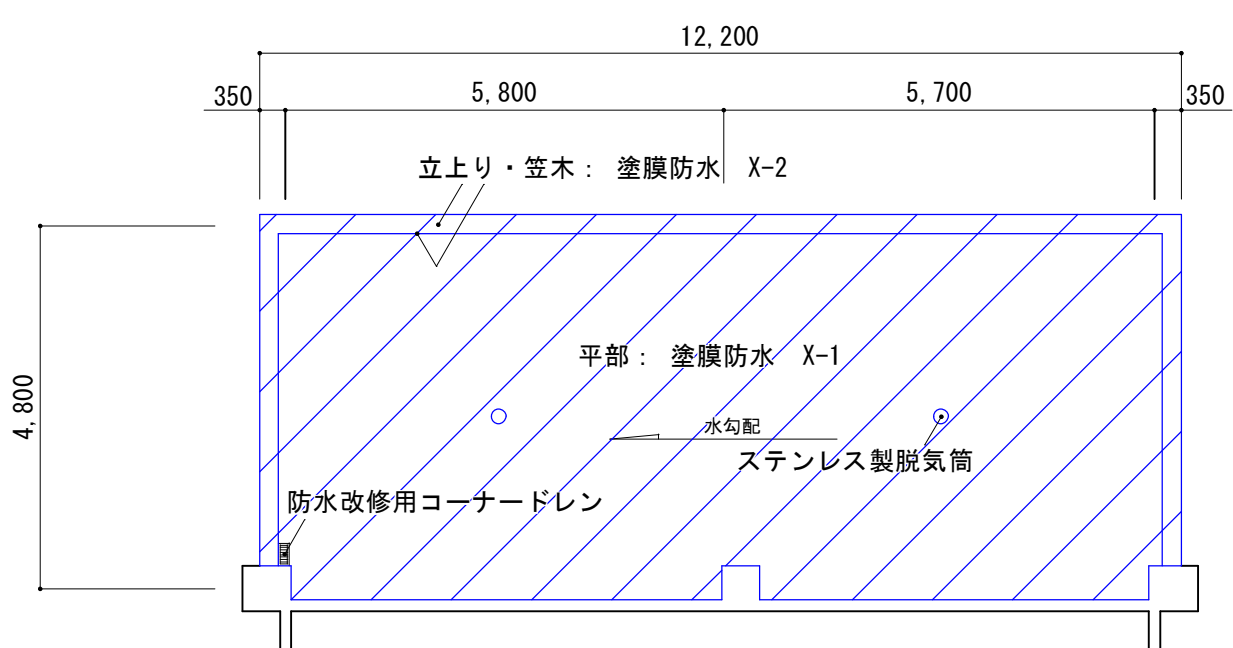 12,200
350
5,800
5,700
350
立上り・笠木： 塗膜防水 X-2
平部： 塗膜防水 X-1
4,800
水勾配
ステンレス製脱気筒
防水改修用コーナードレン